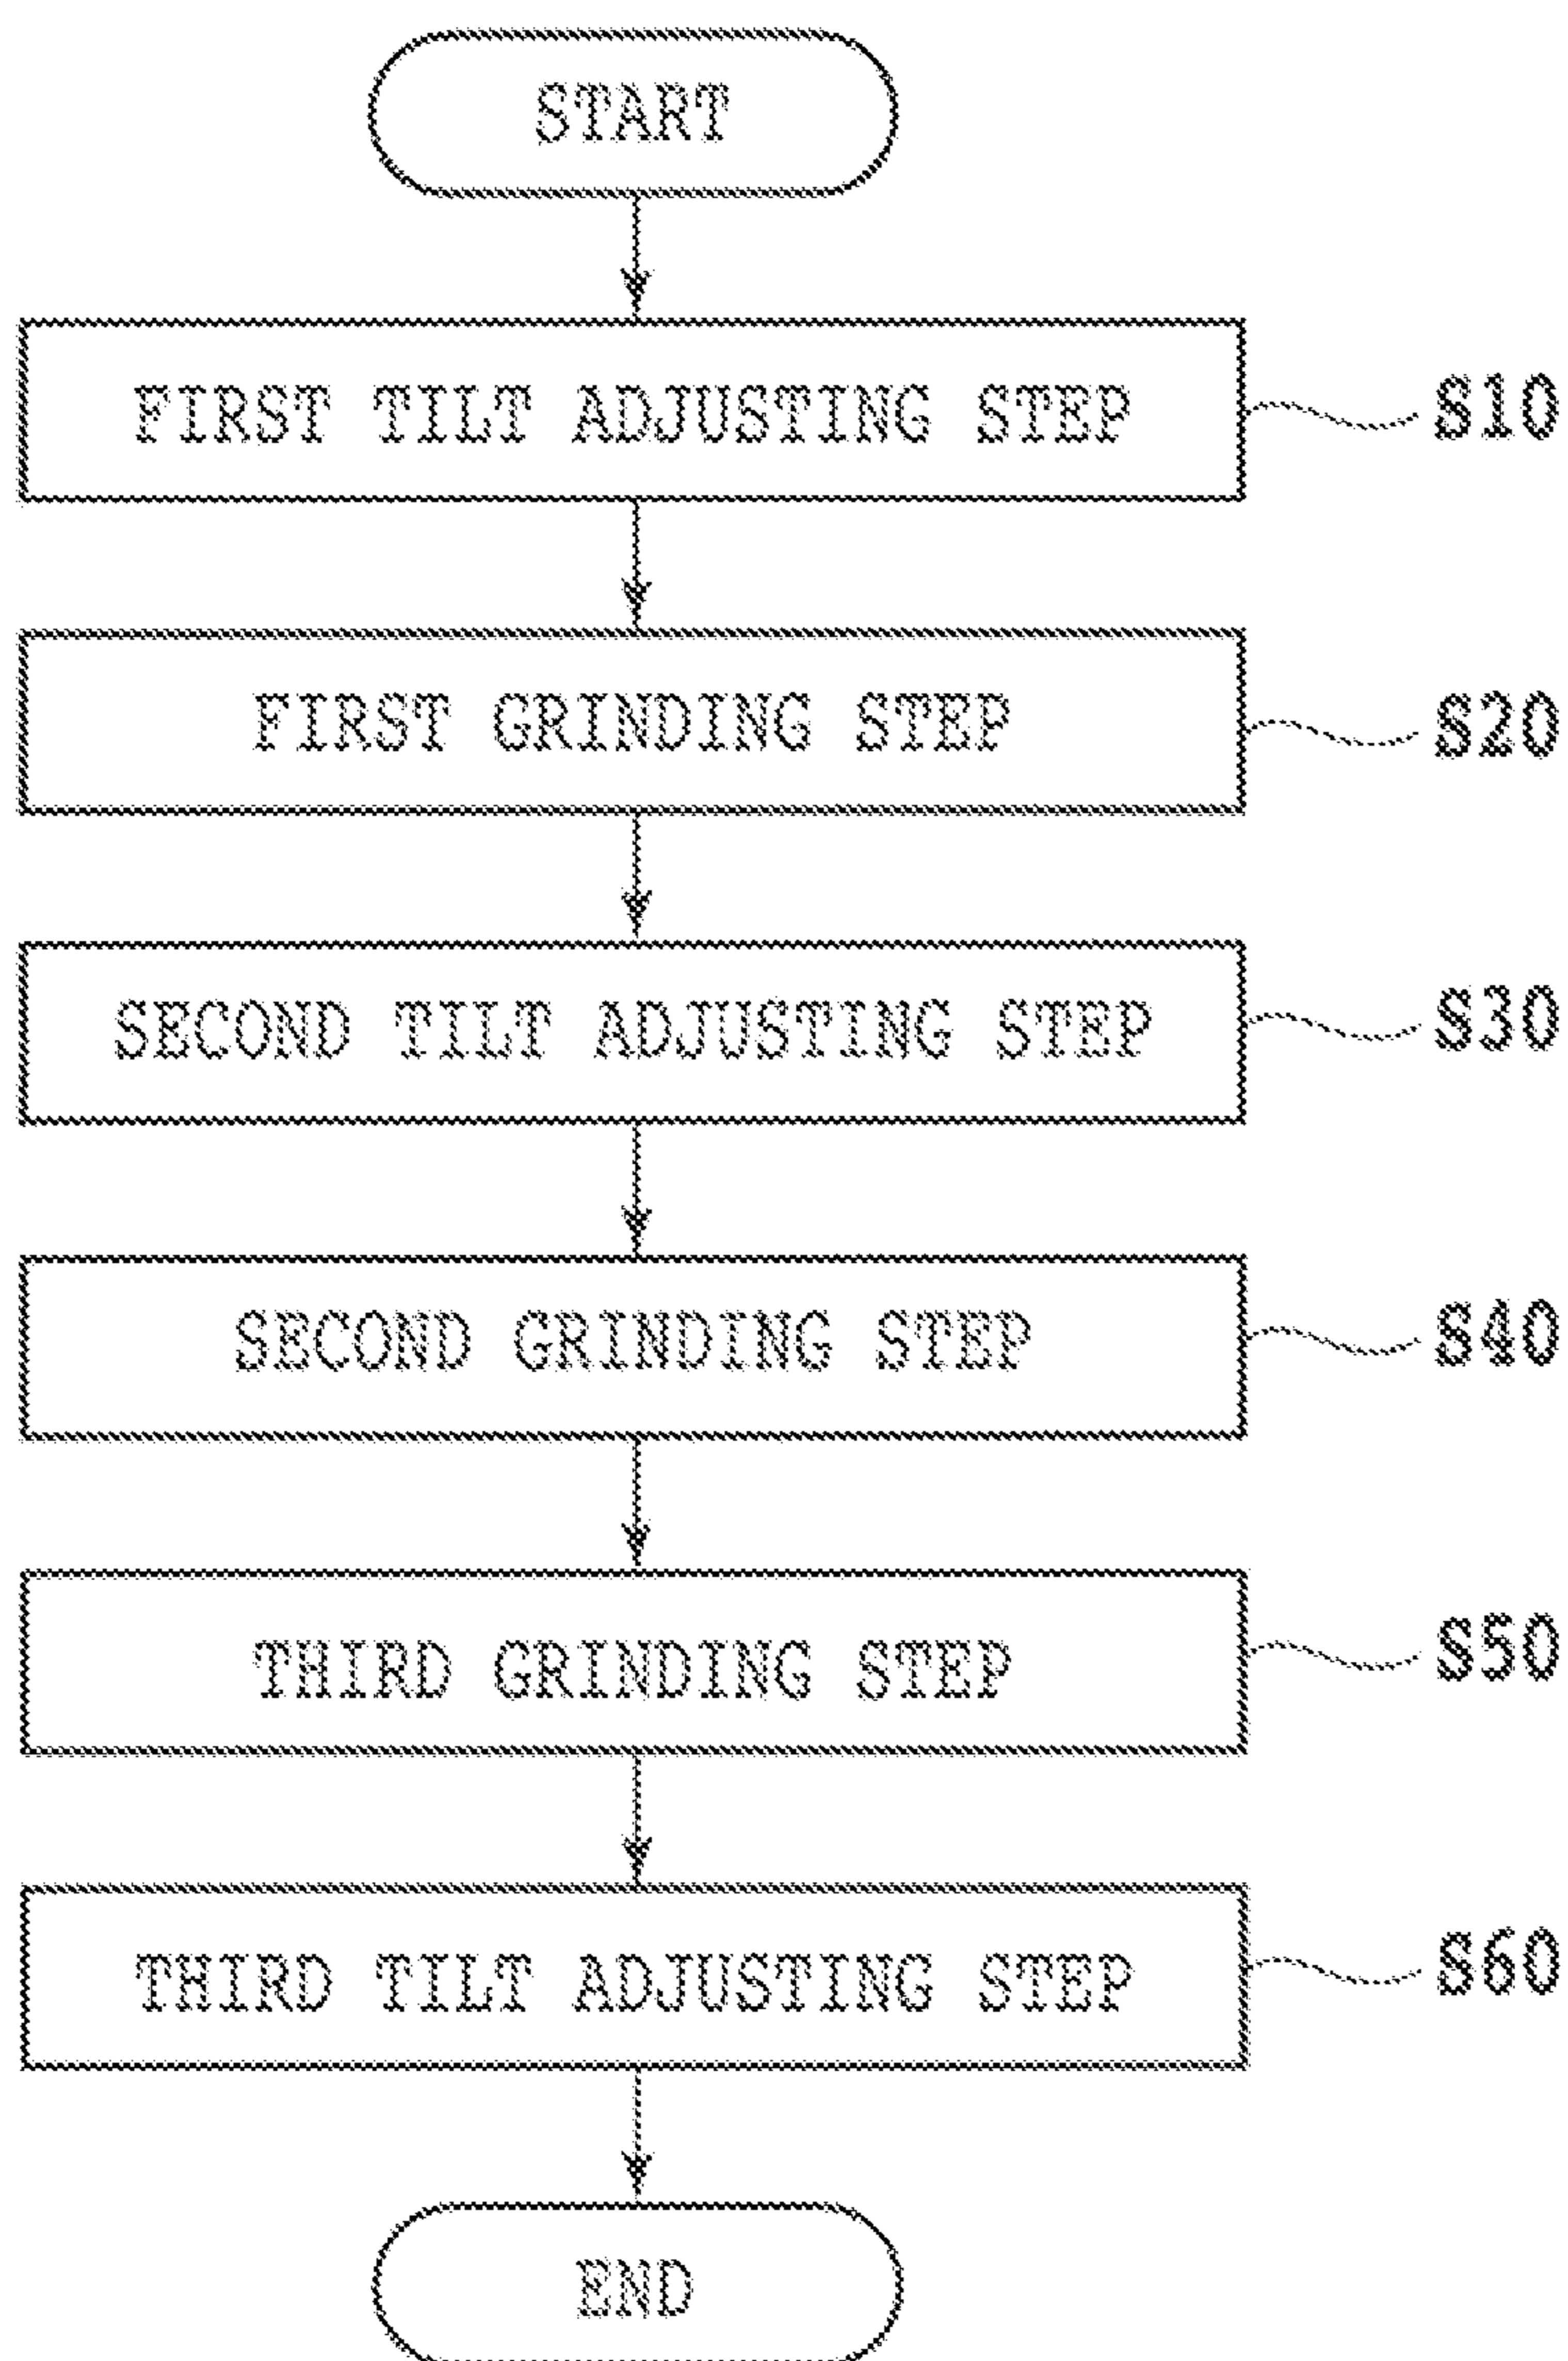 START
FIRST TILT ADJUSTING STEP S10
FIRST GRINDING STEP S20
SECOND TILT ADJUSTING STEP S30
SECOND GRINDING STEP S40
THIRD GRINDING STEP S50
THIRD TILT ADJUSTING STEP S60
END